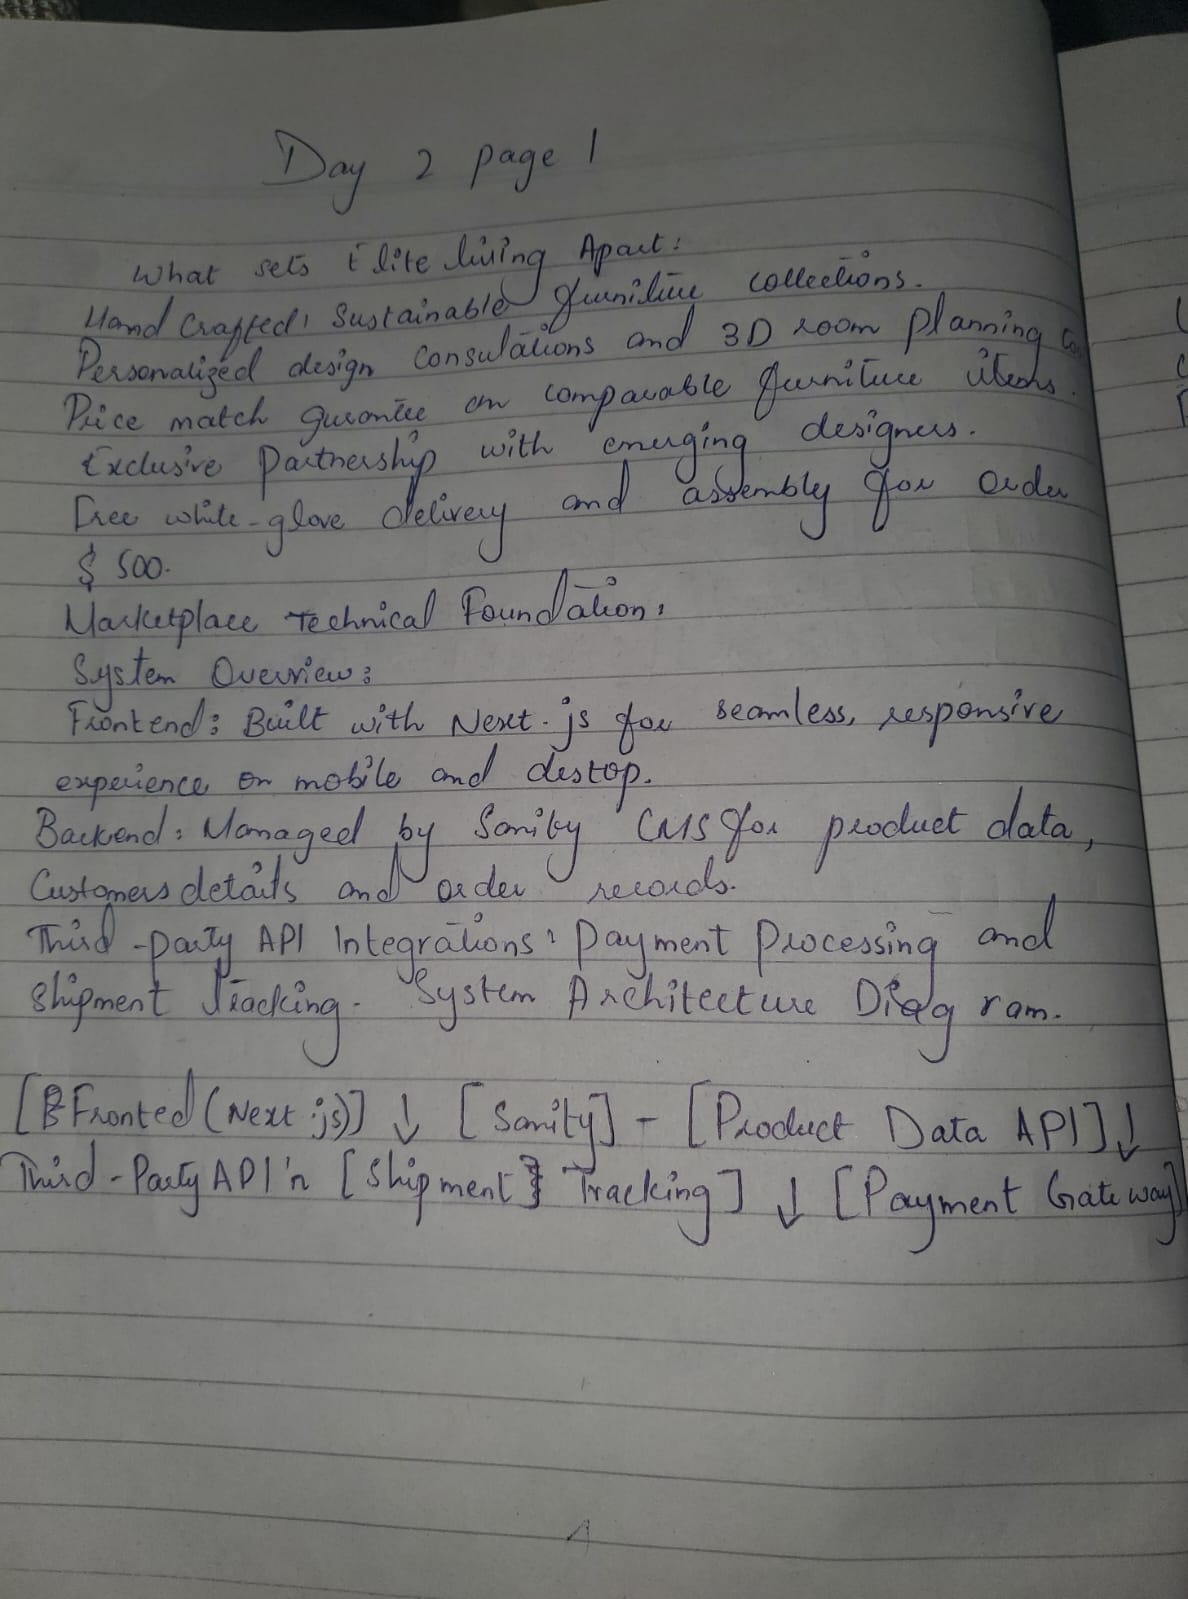 Day 2 page 1
What sets Elite living Apart:
Hand Crafted, Sustainable furniture collections.
Personalized design consulations and 3D room planning
Price match gurantee on comparable furniture items.
Exclusive Partnership with emerging designers.
Free white-glove delivery and assembly for order
$ 500.
Marketplace Technical Foundation:
System Overview:
Frontend: Built with Next.js for seamless, responsive
experience on mobile and destop.
Backend: Managed by Sanity CMS for product data,
Customers details and order records.
Third-party API Integrations: Payment Processing and
Shipment Tracking. System Architecture Diagram.
[Fronted (Next js)] ↓ [Sanity] - [Product Data API] ↓
Third-Party API'n [Shipment Tracking] ↓ [Payment Gateway]